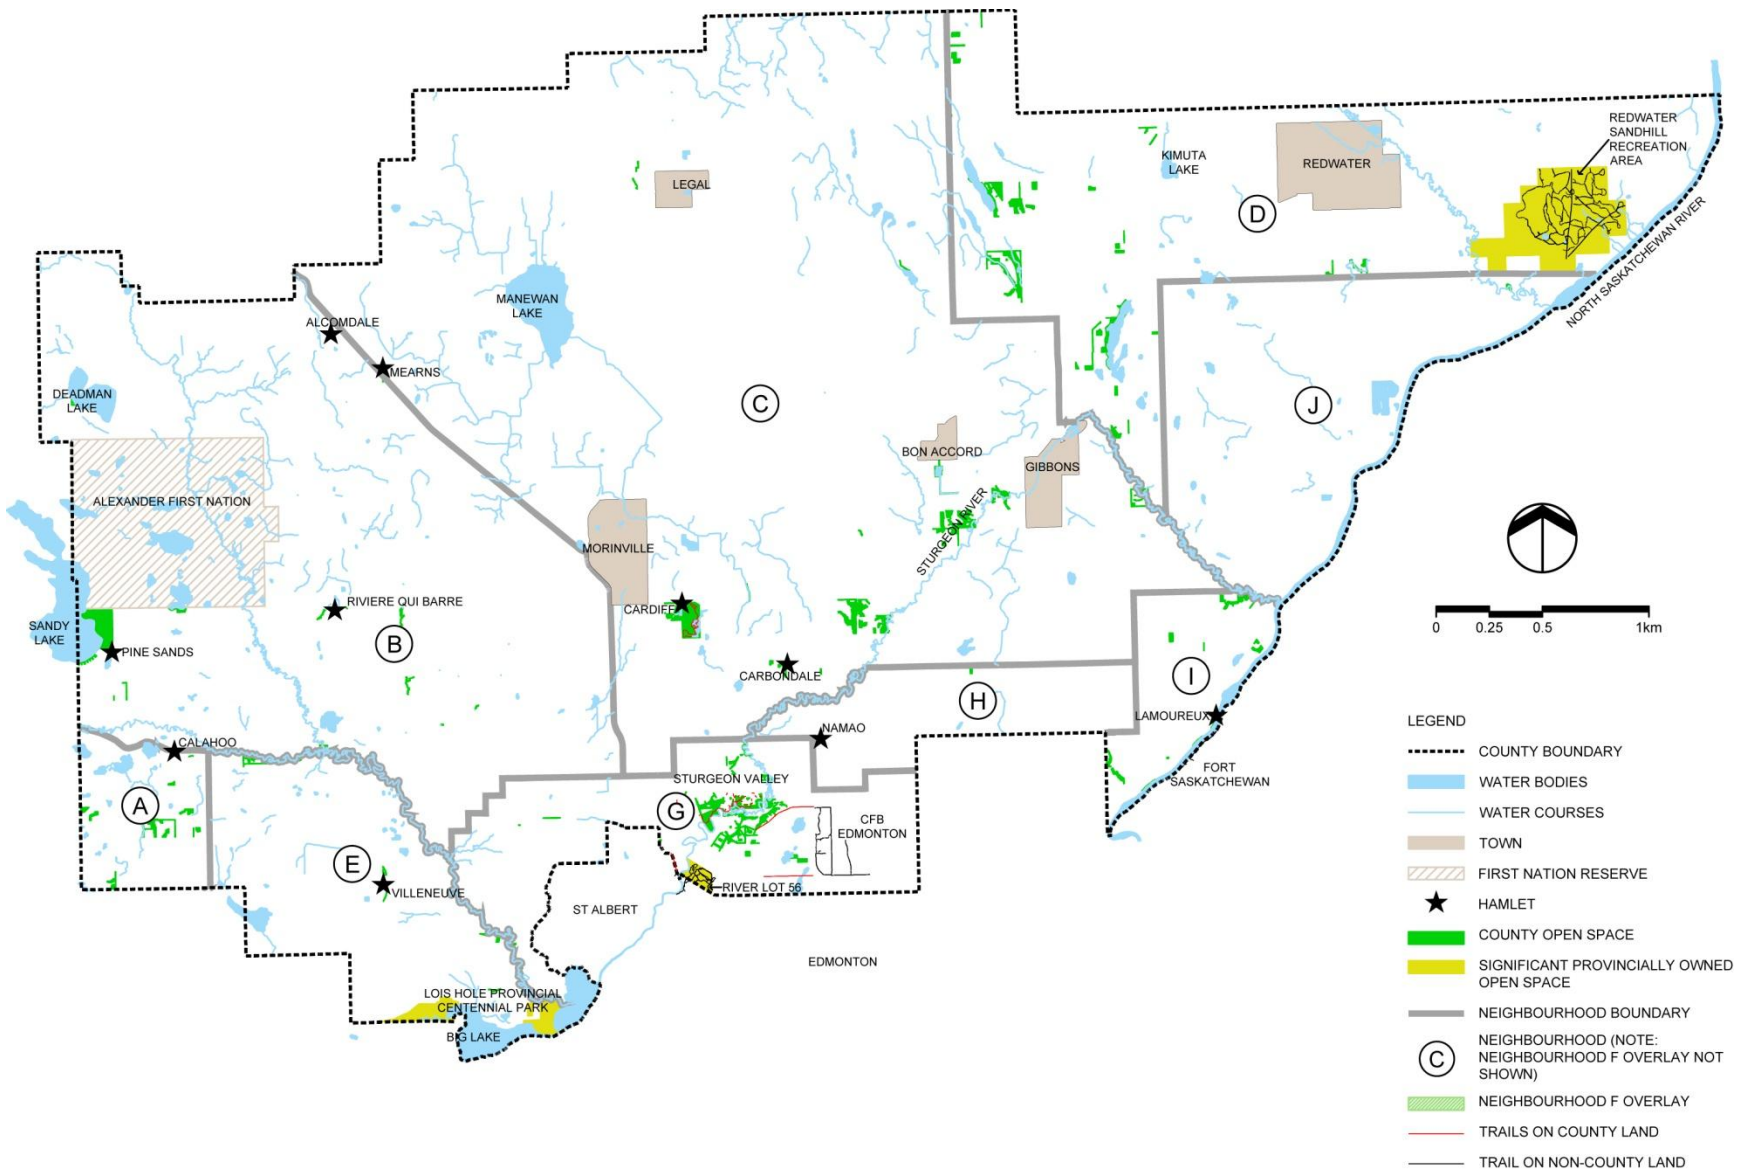 REDWATER
SANDHILL
RECREATION
AREA
KIMUTA
LAKE
REDWATER
LEGAL
D
NORTH SASKATCHEWAN RIVER
MANEWAN
LAKE
ALCOMDALE
MEARNS
DEADMAN
LAKE
C
J
BON ACCORD
GIBBONS
ALEXANDER FIRST NATION
STURGEON RIVER
MORINVILLE
RIVIERE QUI BARRE
CARDIFF
SANDY
LAKE
B
PINE SANDS
CARBONDALE
H
I
LAMOUREUX
NAMAO
CALAHOO
STURGEON VALLEY
FORT
SASKATCHEWAN
A
G
CFB
EDMONTON
E
VILLENEUVE
RIVER LOT 56
ST ALBERT
EDMONTON
LOIS HOLE PROVINCIAL
CENTENNIAL PARK
BIG LAKE
0 0.25 0.5 1km
LEGEND
COUNTY BOUNDARY
WATER BODIES
WATER COURSES
TOWN
FIRST NATION RESERVE
HAMLET
COUNTY OPEN SPACE
SIGNIFICANT PROVINCIALLY OWNED
OPEN SPACE
NEIGHBOURHOOD BOUNDARY
C
NEIGHBOURHOOD (NOTE:
NEIGHBOURHOOD F OVERLAY NOT
SHOWN)
NEIGHBOURHOOD F OVERLAY
TRAILS ON COUNTY LAND
TRAIL ON NON-COUNTY LAND